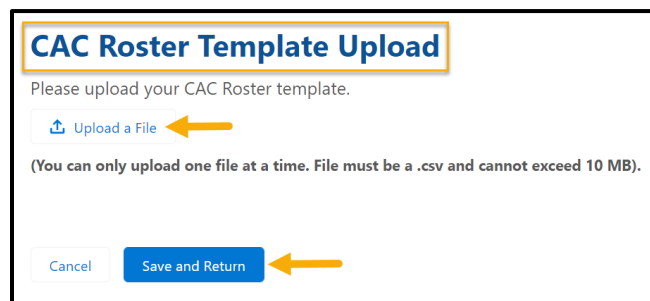 CAC Roster Template Upload
Please upload your CAC Roster template.
Upload a File
(You can only upload one file at a time. File must be a .csv and cannot exceed 10 MB).
Cancel Save and Return